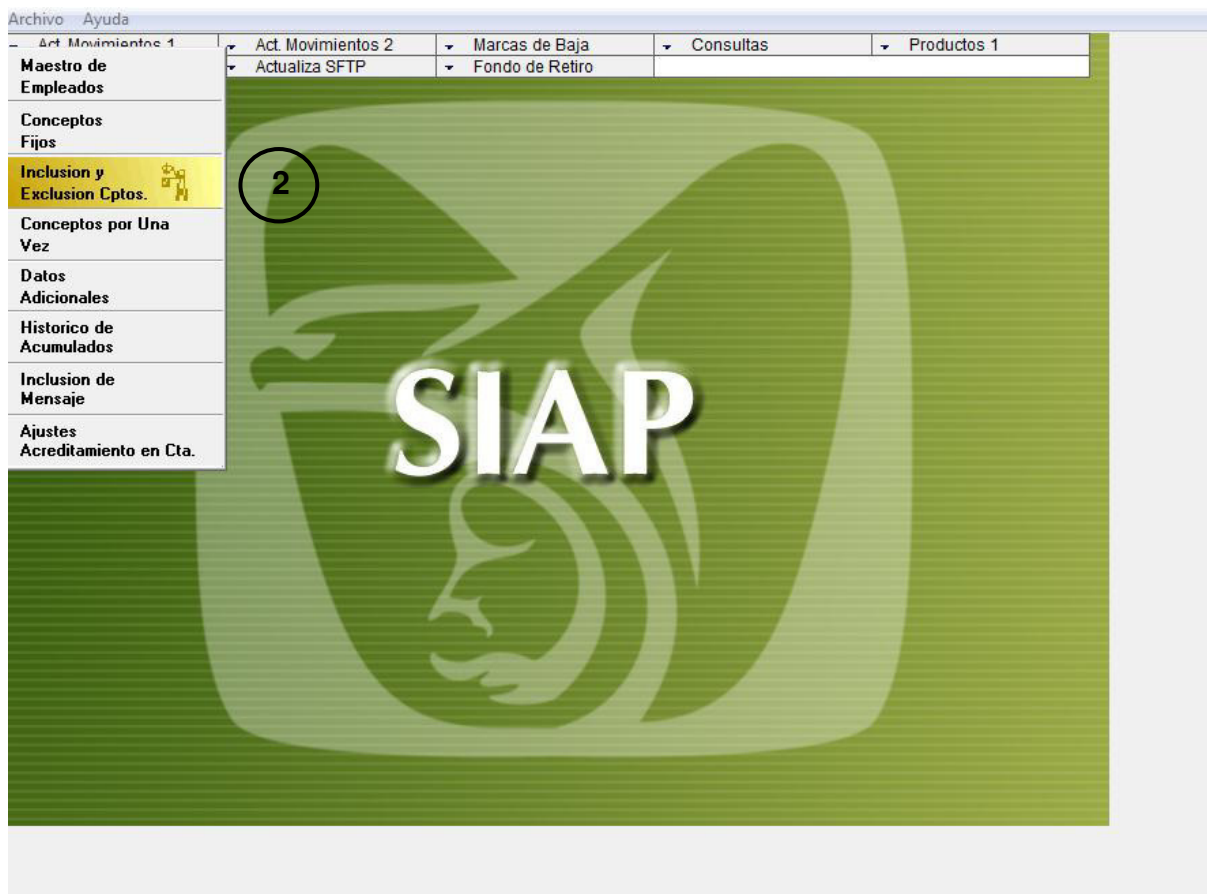 Archivo Ayuda
Act. Movimientos 1 Act. Movimientos 2 Marcas de Baja Consultas Productos 1
Actualiza SFTP Fondo de Retiro
Maestro de
Empleados
Conceptos
Fijos
Inclusion y
Exclusion Cptos.
2
Conceptos por Una
Vez
Datos
Adicionales
Historico de
Acumulados
Inclusion de
Mensaje
Ajustes
Acreditamiento en Cta.
SIAP